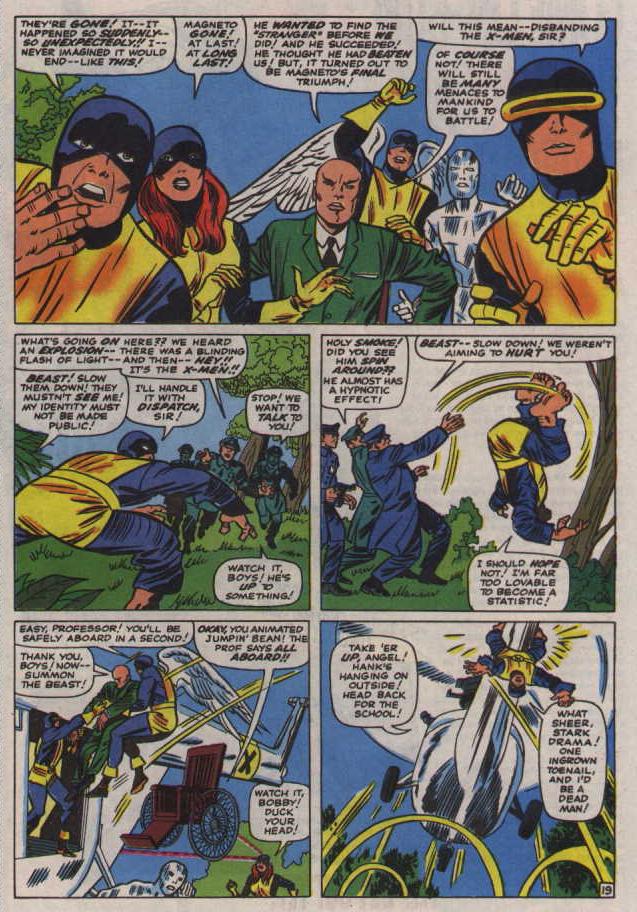 THEY'RE GONE! IT--IT
HAPPENED SO SUDDENLY--
SO UNEXPECTEDLY!! I--
NEVER IMAGINED IT WOULD
END--LIKE THIS!
MAGNETO
GONE!
AT LAST!
AT LONG
LAST!
HE WANTED TO FIND THE
"STRANGER" BEFORE WE
DID! AND HE SUCCEEDED!
HE THOUGHT HE HAD BEATEN
US! BUT, IT TURNED OUT TO
BE MAGNETO'S FINAL
TRIUMPH!
WILL THIS MEAN--DISBANDING
THE X-MEN, SIR?
OF COURSE
NOT! THERE
WILL STILL
BE MANY
MENACES TO
MANKIND
FOR US TO
BATTLE!
WHAT'S GOING ON HERE?? WE HEARD
AN EXPLOSION--THERE WAS A BLINDING
FLASH OF LIGHT--AND THEN--HEY!!
IT'S THE X-MEN!!
BEAST! SLOW
THEM DOWN! THEY
MUSTN'T SEE ME!
MY IDENTITY MUST
NOT BE MADE
PUBLIC!
I'LL HANDLE
IT WITH
DISPATCH,
SIR!
STOP! WE
WANT TO
TALK TO
YOU!
WATCH IT,
BOYS! HE'S
UP TO
SOMETHING!
HOLY SMOKE!
DID YOU SEE
HIM SPIN
AROUND??
HE ALMOST HAS
A HYPNOTIC
EFFECT!
BEAST--SLOW DOWN! WE WEREN'T
AIMING TO HURT YOU!
I SHOULD HOPE
NOT! I'M FAR
TOO LOVABLE
TO BECOME A
STATISTIC!
EASY, PROFESSOR! YOU'LL BE
SAFELY ABOARD IN A SECOND!
THANK YOU,
BOYS! NOW--
SUMMON
THE BEAST!
OKAY, YOU ANIMATED
JUMPIN' BEAN! THE
PROF SAYS ALL
ABOARD!!
X
WATCH IT,
BOBBY!
DUCK
YOUR
HEAD!
TAKE 'ER
UP, ANGEL!
HANK'S
HANGING ON
OUTSIDE!
HEAD BACK
FOR THE
SCHOOL!
WHAT
SHEER,
STARK
DRAMA!
ONE
INGROWN
TOENAIL,
AND I'D
BE A
DEAD
MAN!
19